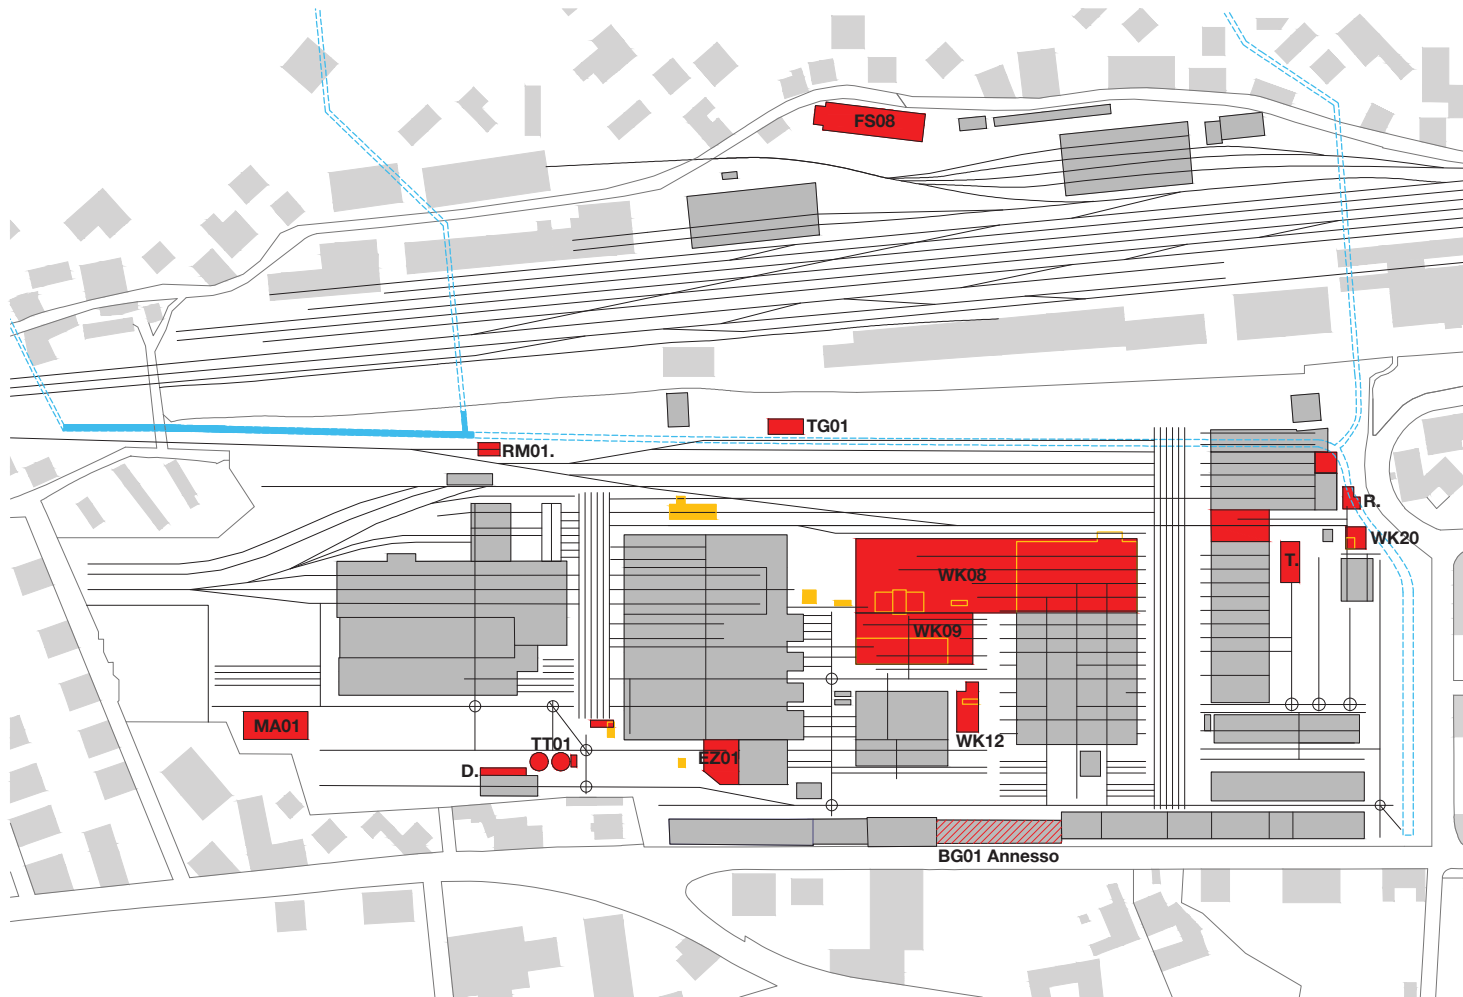 FS08
TG01
RM01.
R.
WK20
T.
WK08
WK09
MA01
TT01
WK12
EZ01
D.
BG01 Annesso